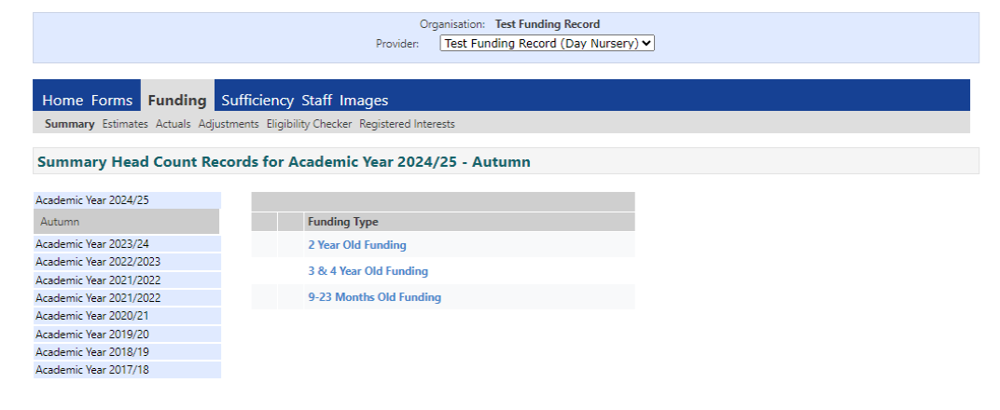 Organisation: Test Funding Record
Provider: Test Funding Record (Day Nursery)
Home Forms Funding Sufficiency Staff Images
Summary Estimates Actuals Adjustments Eligibility Checker Registered Interests
Summary Head Count Records for Academic Year 2024/25 - Autumn
Academic Year 2024/25
Autumn
Academic Year 2023/24
Academic Year 2022/2023
Academic Year 2021/2022
Academic Year 2021/2022
Academic Year 2020/21
Academic Year 2019/20
Academic Year 2018/19
Academic Year 2017/18
Funding Type
2 Year Old Funding
3 & 4 Year Old Funding
9-23 Months Old Funding